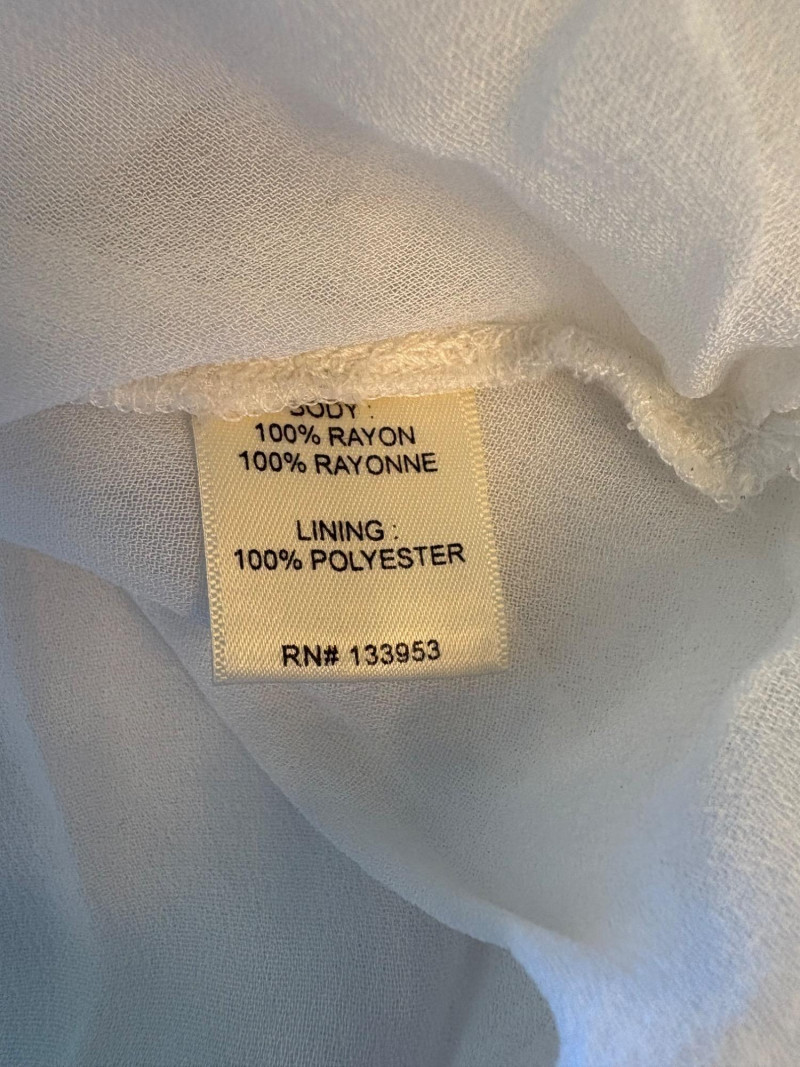 BODY :
100% RAYON
100% RAYONNE
LINING :
100% POLYESTER
RN# 133953